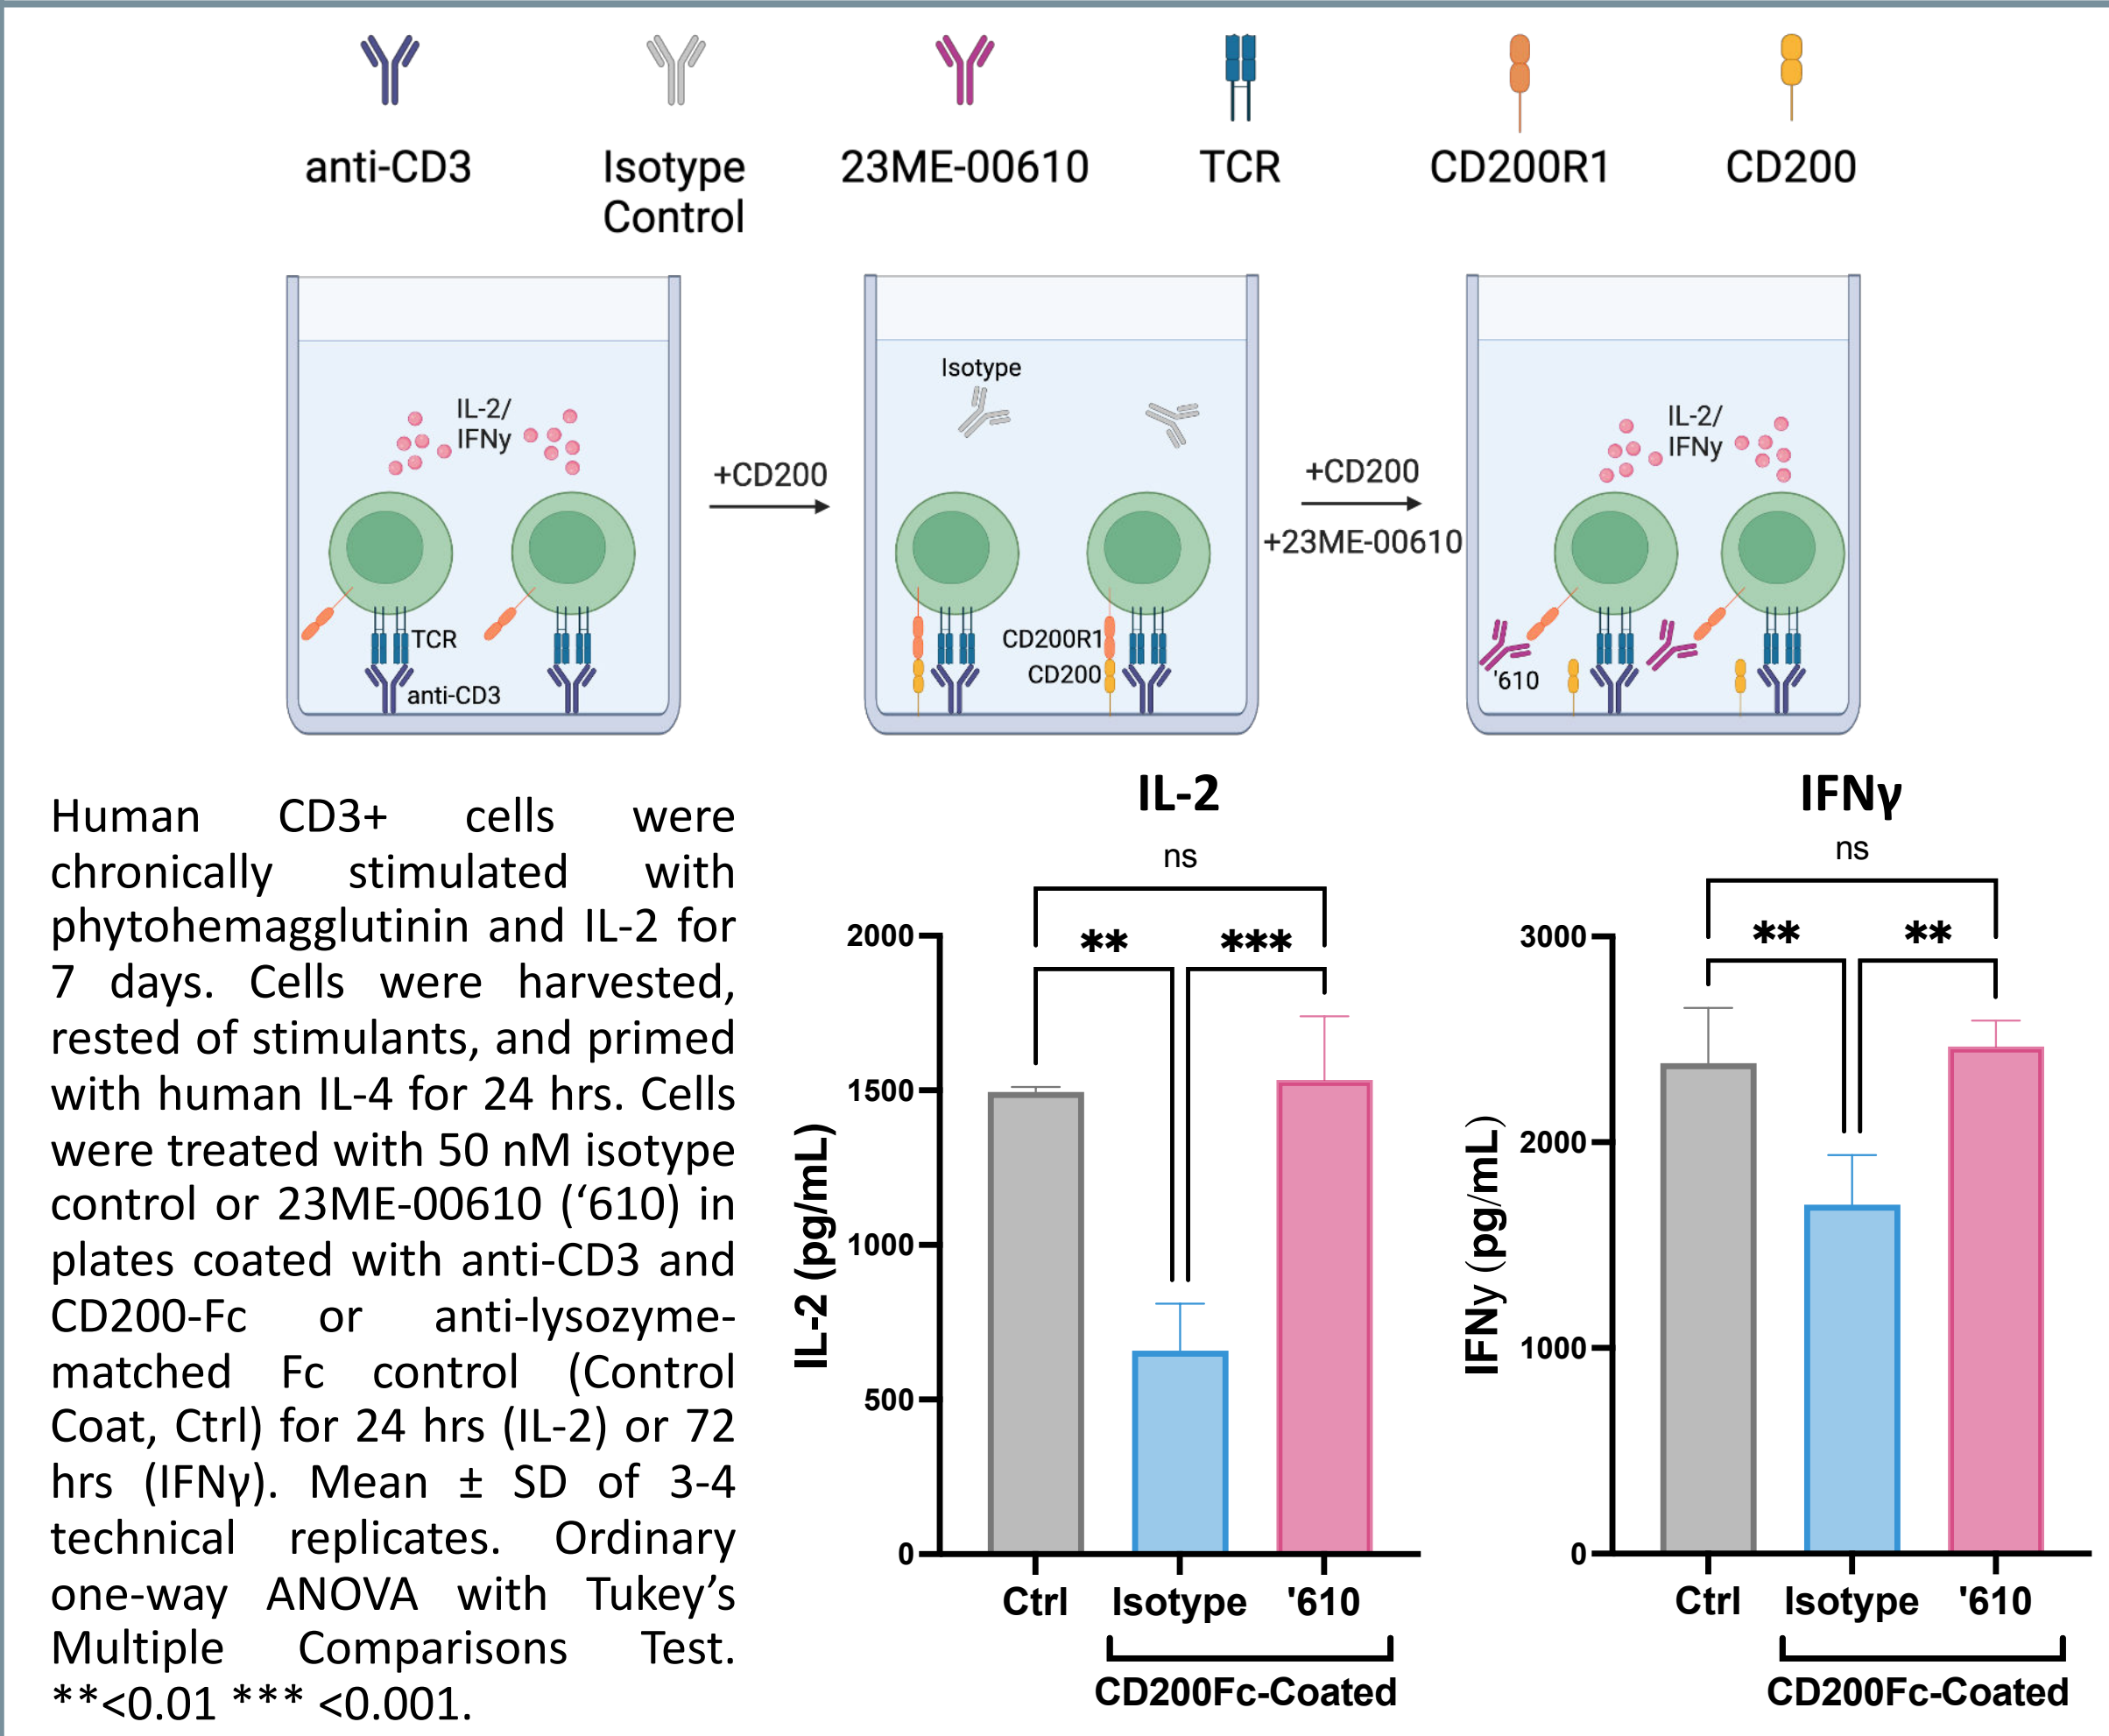 anti-CD3
Isotype
Control
23ME-00610
TCR
CD200R1
CD200
IL-2/
IFNy
TCR
anti-CD3
+CD200
Isotype
CD200R1
CD200
+CD200
+23ME-00610
IL-2/
IFNy
'610
Human CD3+ cells were
chronically stimulated with
phytohemagglutinin and IL-2 for
7 days. Cells were harvested,
rested of stimulants, and primed
with human IL-4 for 24 hrs. Cells
were treated with 50 nM isotype
control or 23ME-00610 (‘610) in
plates coated with anti-CD3 and
CD200-Fc or anti-lysozyme-
matched Fc control (Control
Coat, Ctrl) for 24 hrs (IL-2) or 72
hrs (IFNγ). Mean ± SD of 3-4
technical replicates. Ordinary
one-way ANOVA with Tukey’s
Multiple Comparisons Test.
**<0.01 *** <0.001.
IL-2
ns
** ***
IL-2 (pg/mL)
2000
1500
1000
500
0
Ctrl Isotype '610
CD200Fc-Coated
IFNγ
ns
** **
IFNy (pg/mL)
3000
2000
1000
0
Ctrl Isotype '610
CD200Fc-Coated